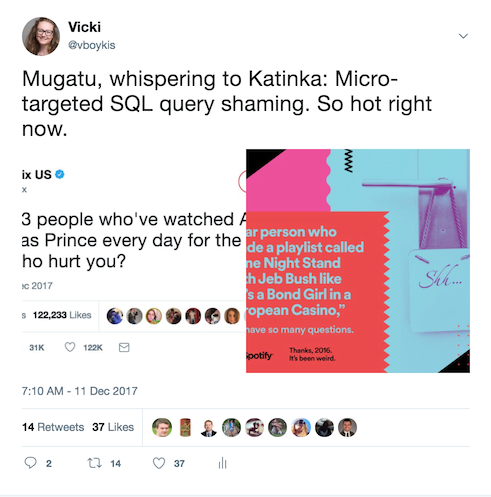 Vicki
@vboykis
Mugatu, whispering to Katinka: Micro-
targeted SQL query shaming. So hot right
now.
ix US
x
3 people who've watched A
as Prince every day for the
ho hurt you?
ec 2017
s 122,233 Likes
31K 122K
ar person who
de a playlist called
ne Night Stand
h Jeb Bush like
's a Bond Girl in a
ropean Casino,”
have so many questions.
potify
Thanks, 2016.
It's been weird.
Shh...
7:10 AM - 11 Dec 2017
14 Retweets 37 Likes
2 14 37